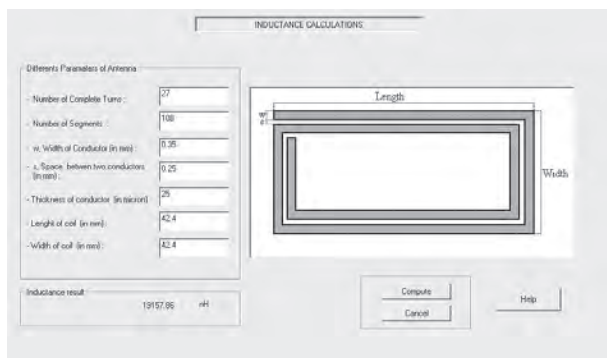 INDUCTANCE CALCULATIONS
Differents Parameters of Antenna
- Number of Complete Turns :
27
- Number of Segments :
108
- w, Width of Conductor (in mm) :
0.35
- s, Space between two conductors
(in mm) :
0.25
- Thickness of conductor (in micron)
25
- Lenght of coil (in mm) :
42.4
- Width of coil (in mm) :
42.4
Length
w
s
Width
Inductance result
19157.86 nH
Compute
Cancel
Help